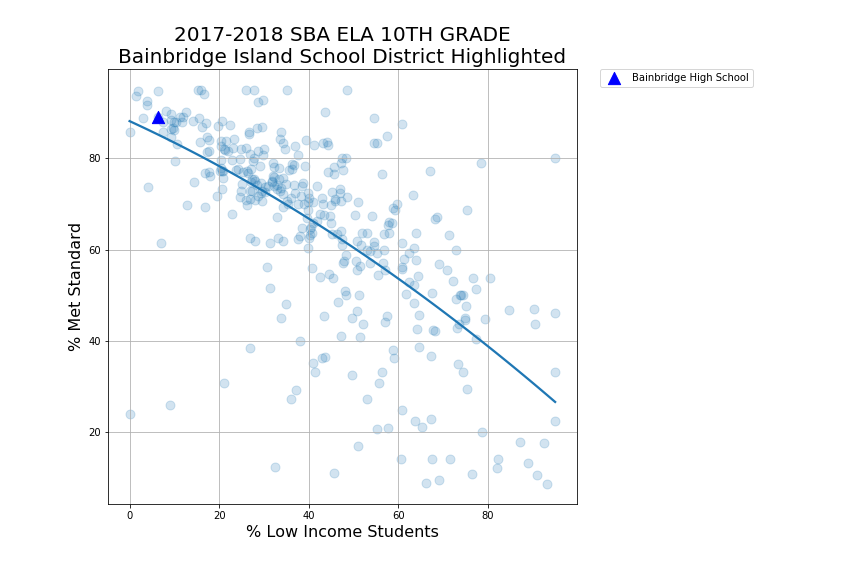 2017-2018 SBA ELA 10TH GRADE
Bainbridge Island School District Highlighted
Bainbridge High School
% Met Standard
80
60
40
20
0
20
40
60
80
% Low Income Students